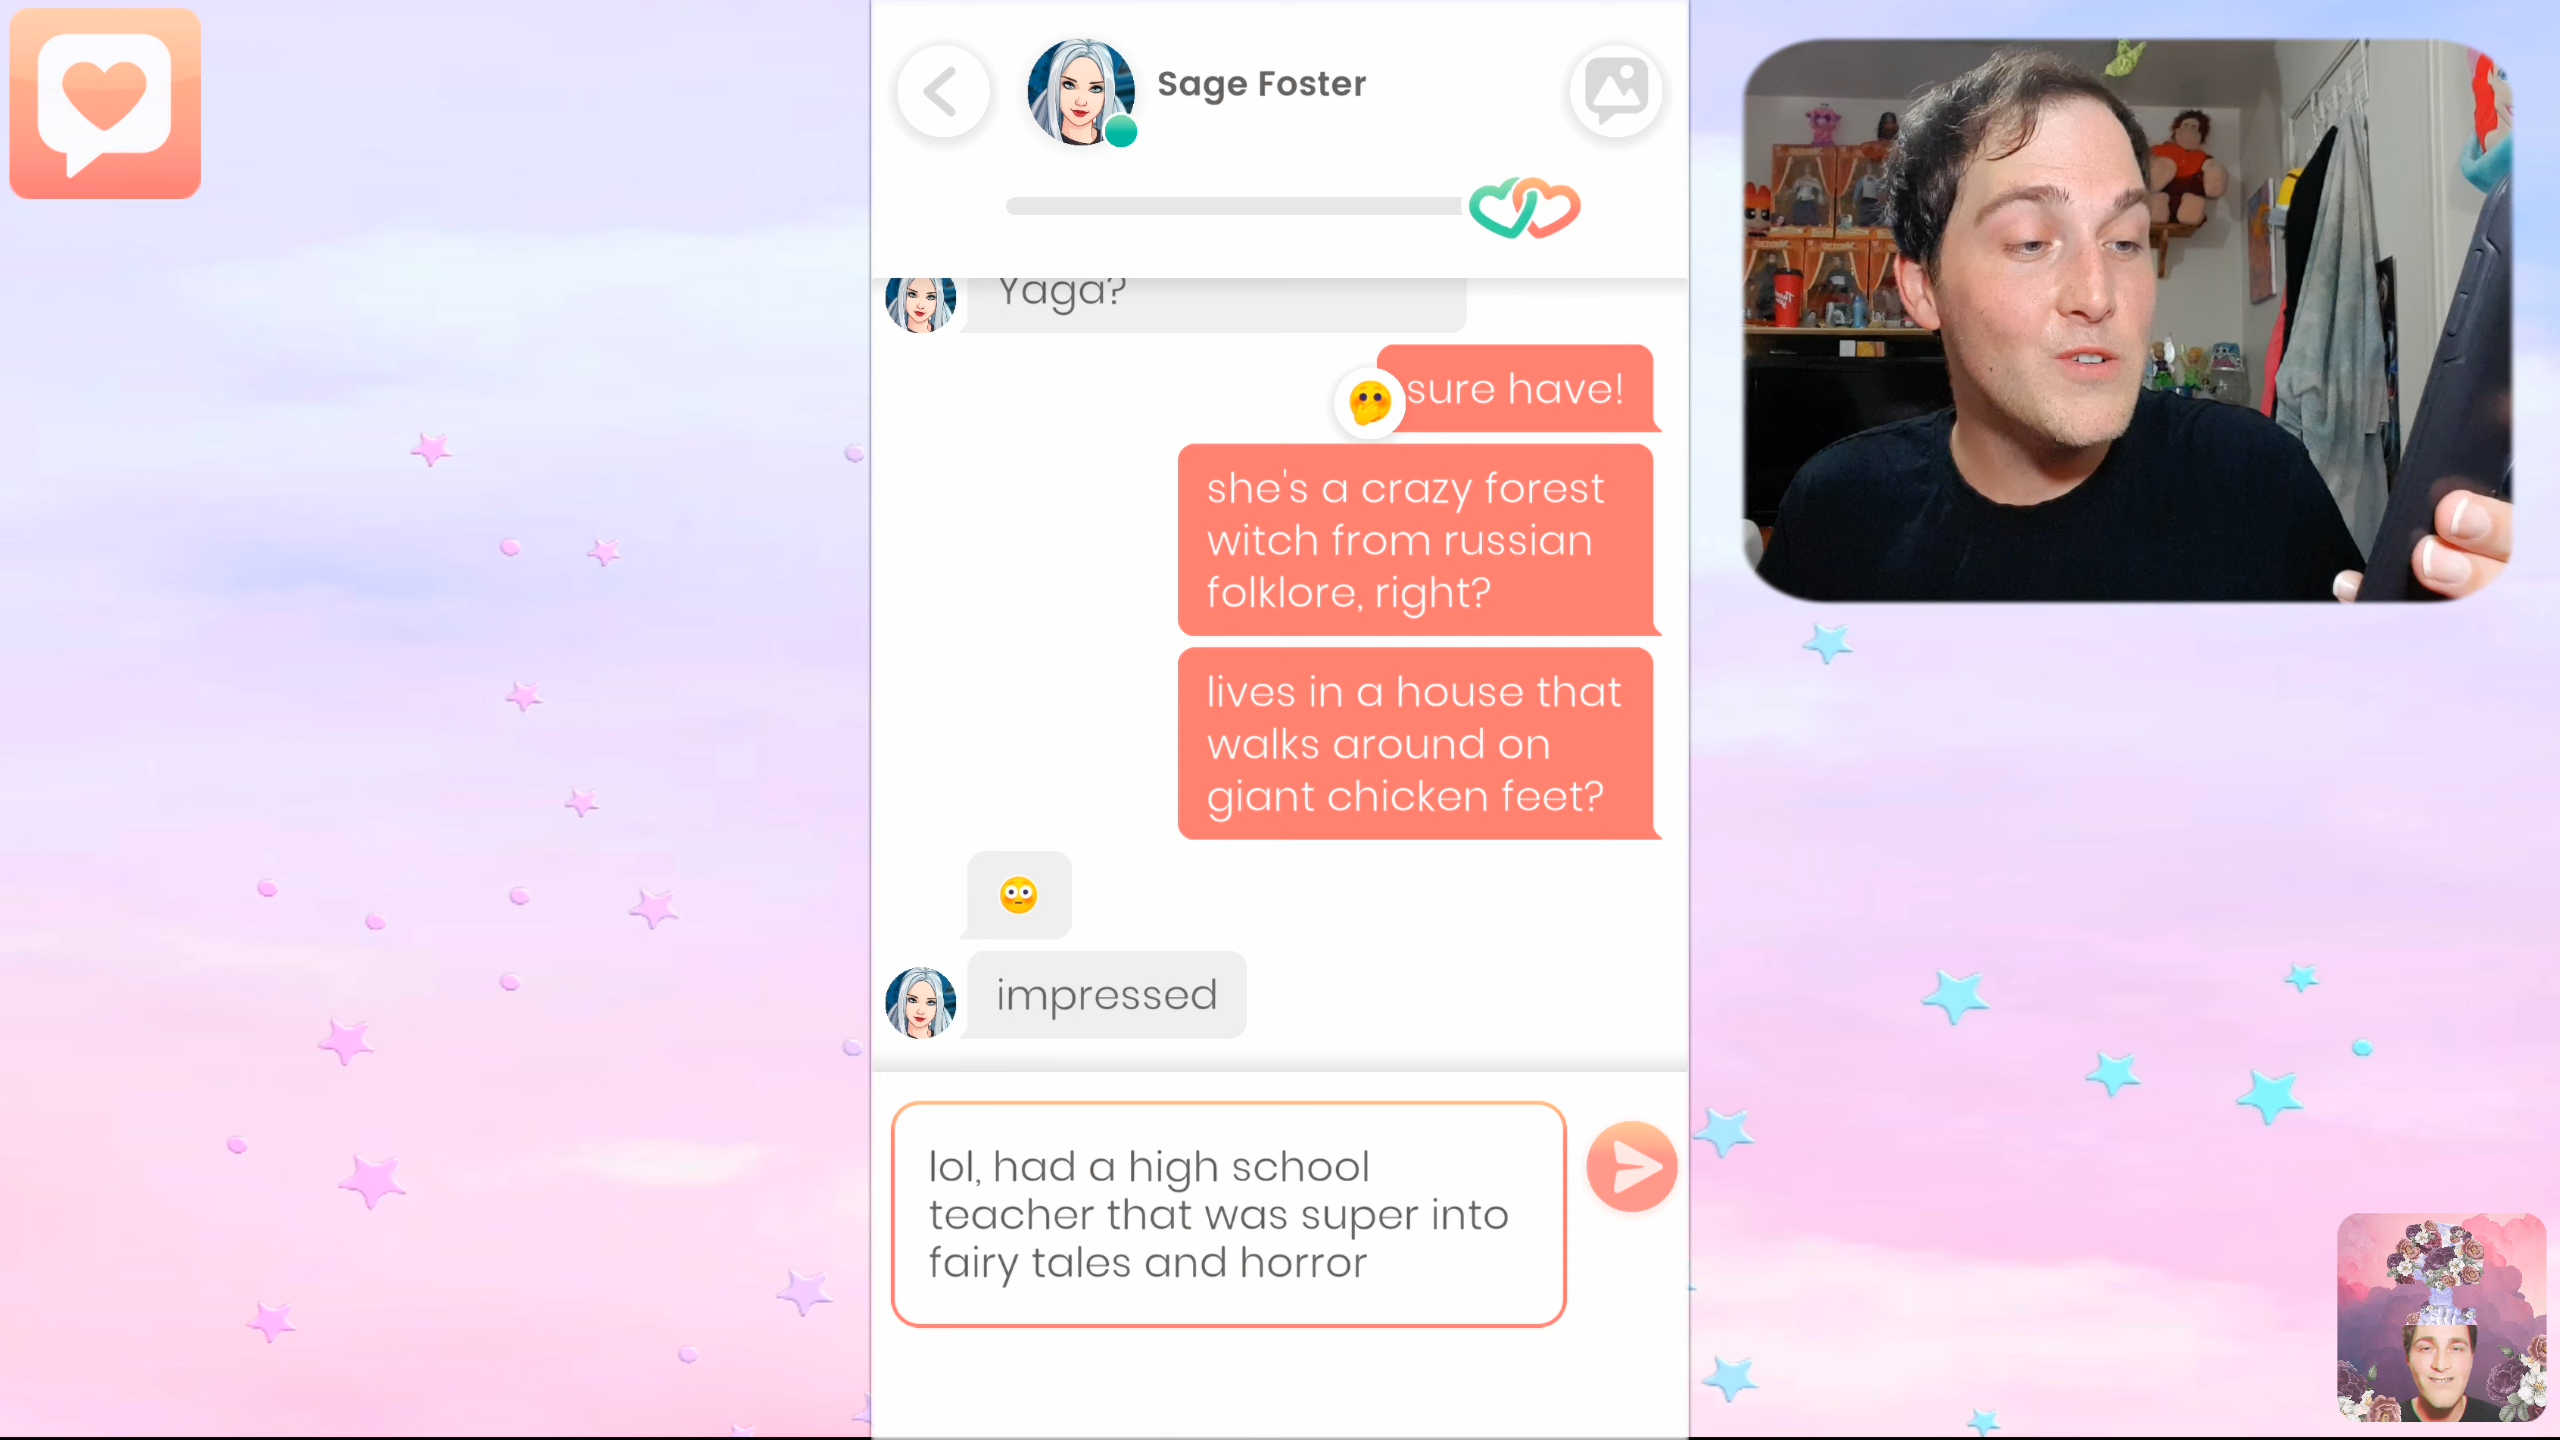 Sage Foster
Yaga?
sure have!
she's a crazy forest
witch from russian
folklore, right?
lives in a house that
walks around on
giant chicken feet?
impressed
lol, had a high school
teacher that was super into
fairy tales and horror